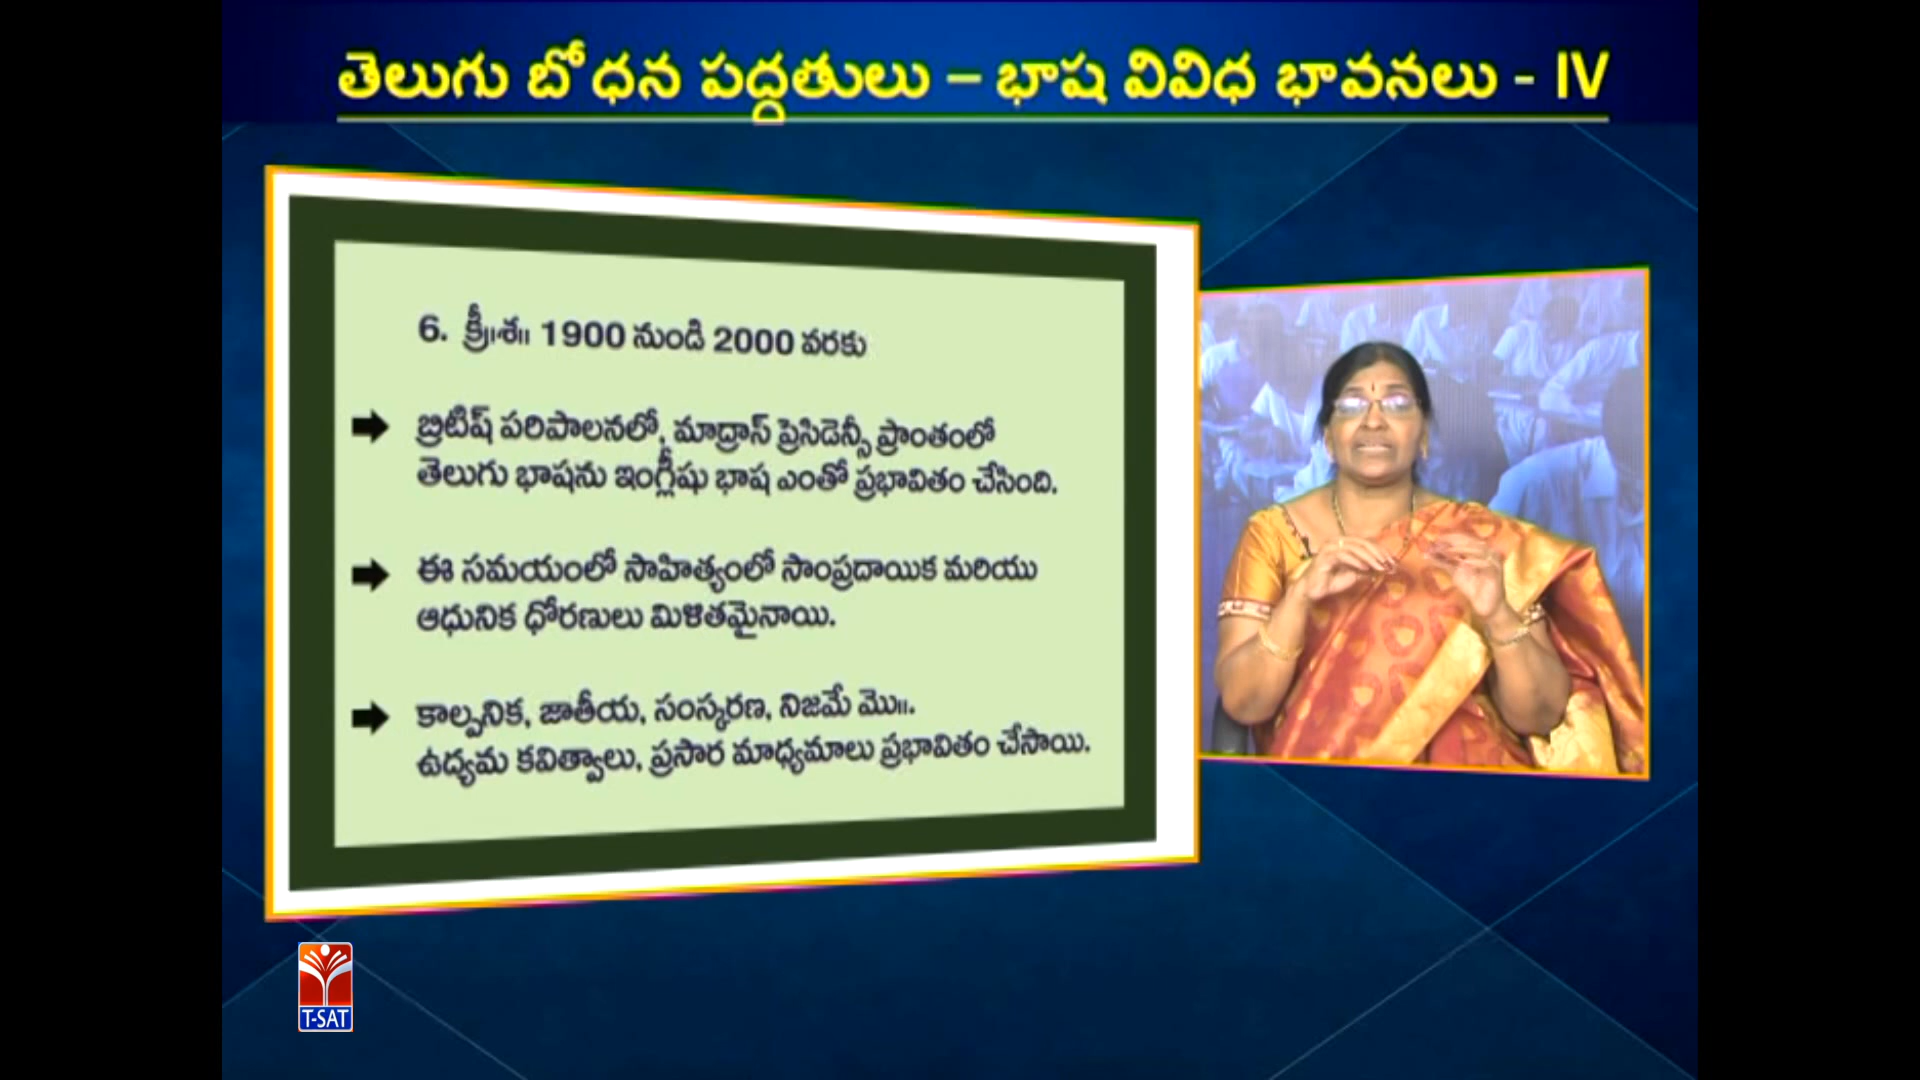 తెలుగు బోధన పద్దతులు – భాష వివిధ భావనలు - IV
6. క్రీ॥శ॥ 1900 నుండి 2000 వరకు
బ్రిటిష్ పరిపాలనలో, మాద్రాస్ ప్రెసిడెన్సీ ప్రాంతంలో
తెలుగు భాషను ఇంగ్లీషు భాష ఎంతో ప్రభావితం చేసింది.
ఈ సమయంలో సాహిత్యంలో సాంప్రదాయిక మరియు
ఆధునిక ధోరణులు మిళితమైనాయి.
కాల్పనిక, జాతీయ, సంస్కరణ, నిజమే మొ॥.
ఉద్యమ కవిత్వాలు, ప్రసార మాధ్యమాలు ప్రభావితం చేసాయి.
T-SAT